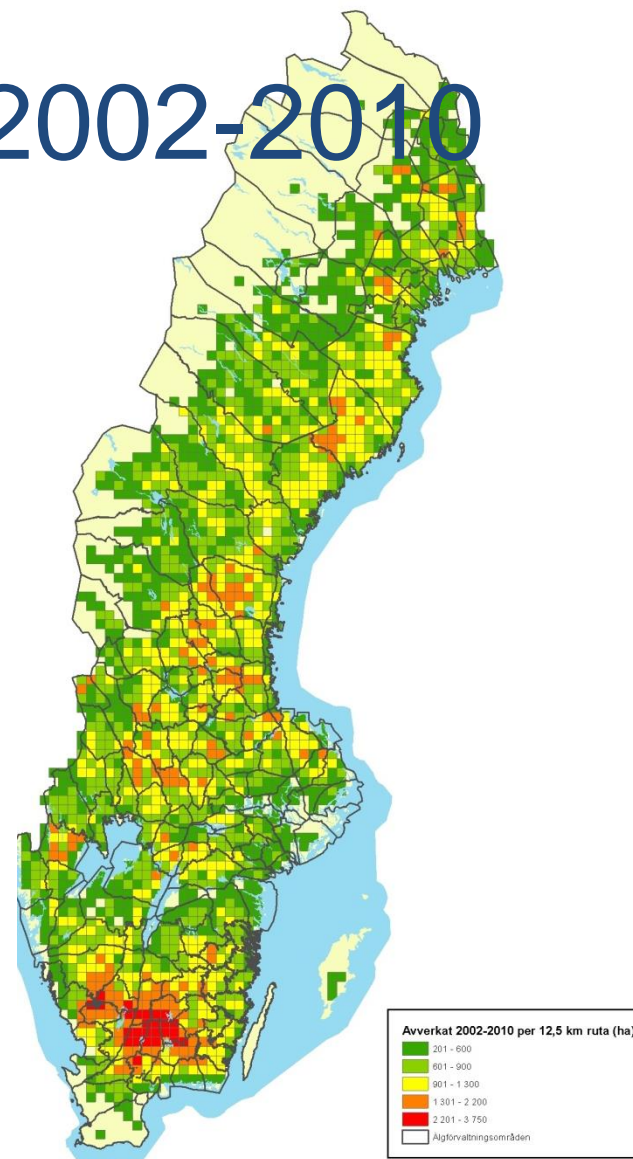 2002-2010
Avverkat 2002-2010 per 12,5 km ruta (ha)
201 - 600
601 - 900
901 - 1 300
1 301 - 2 200
2 201 - 3 750
Älgförvaltningsområden